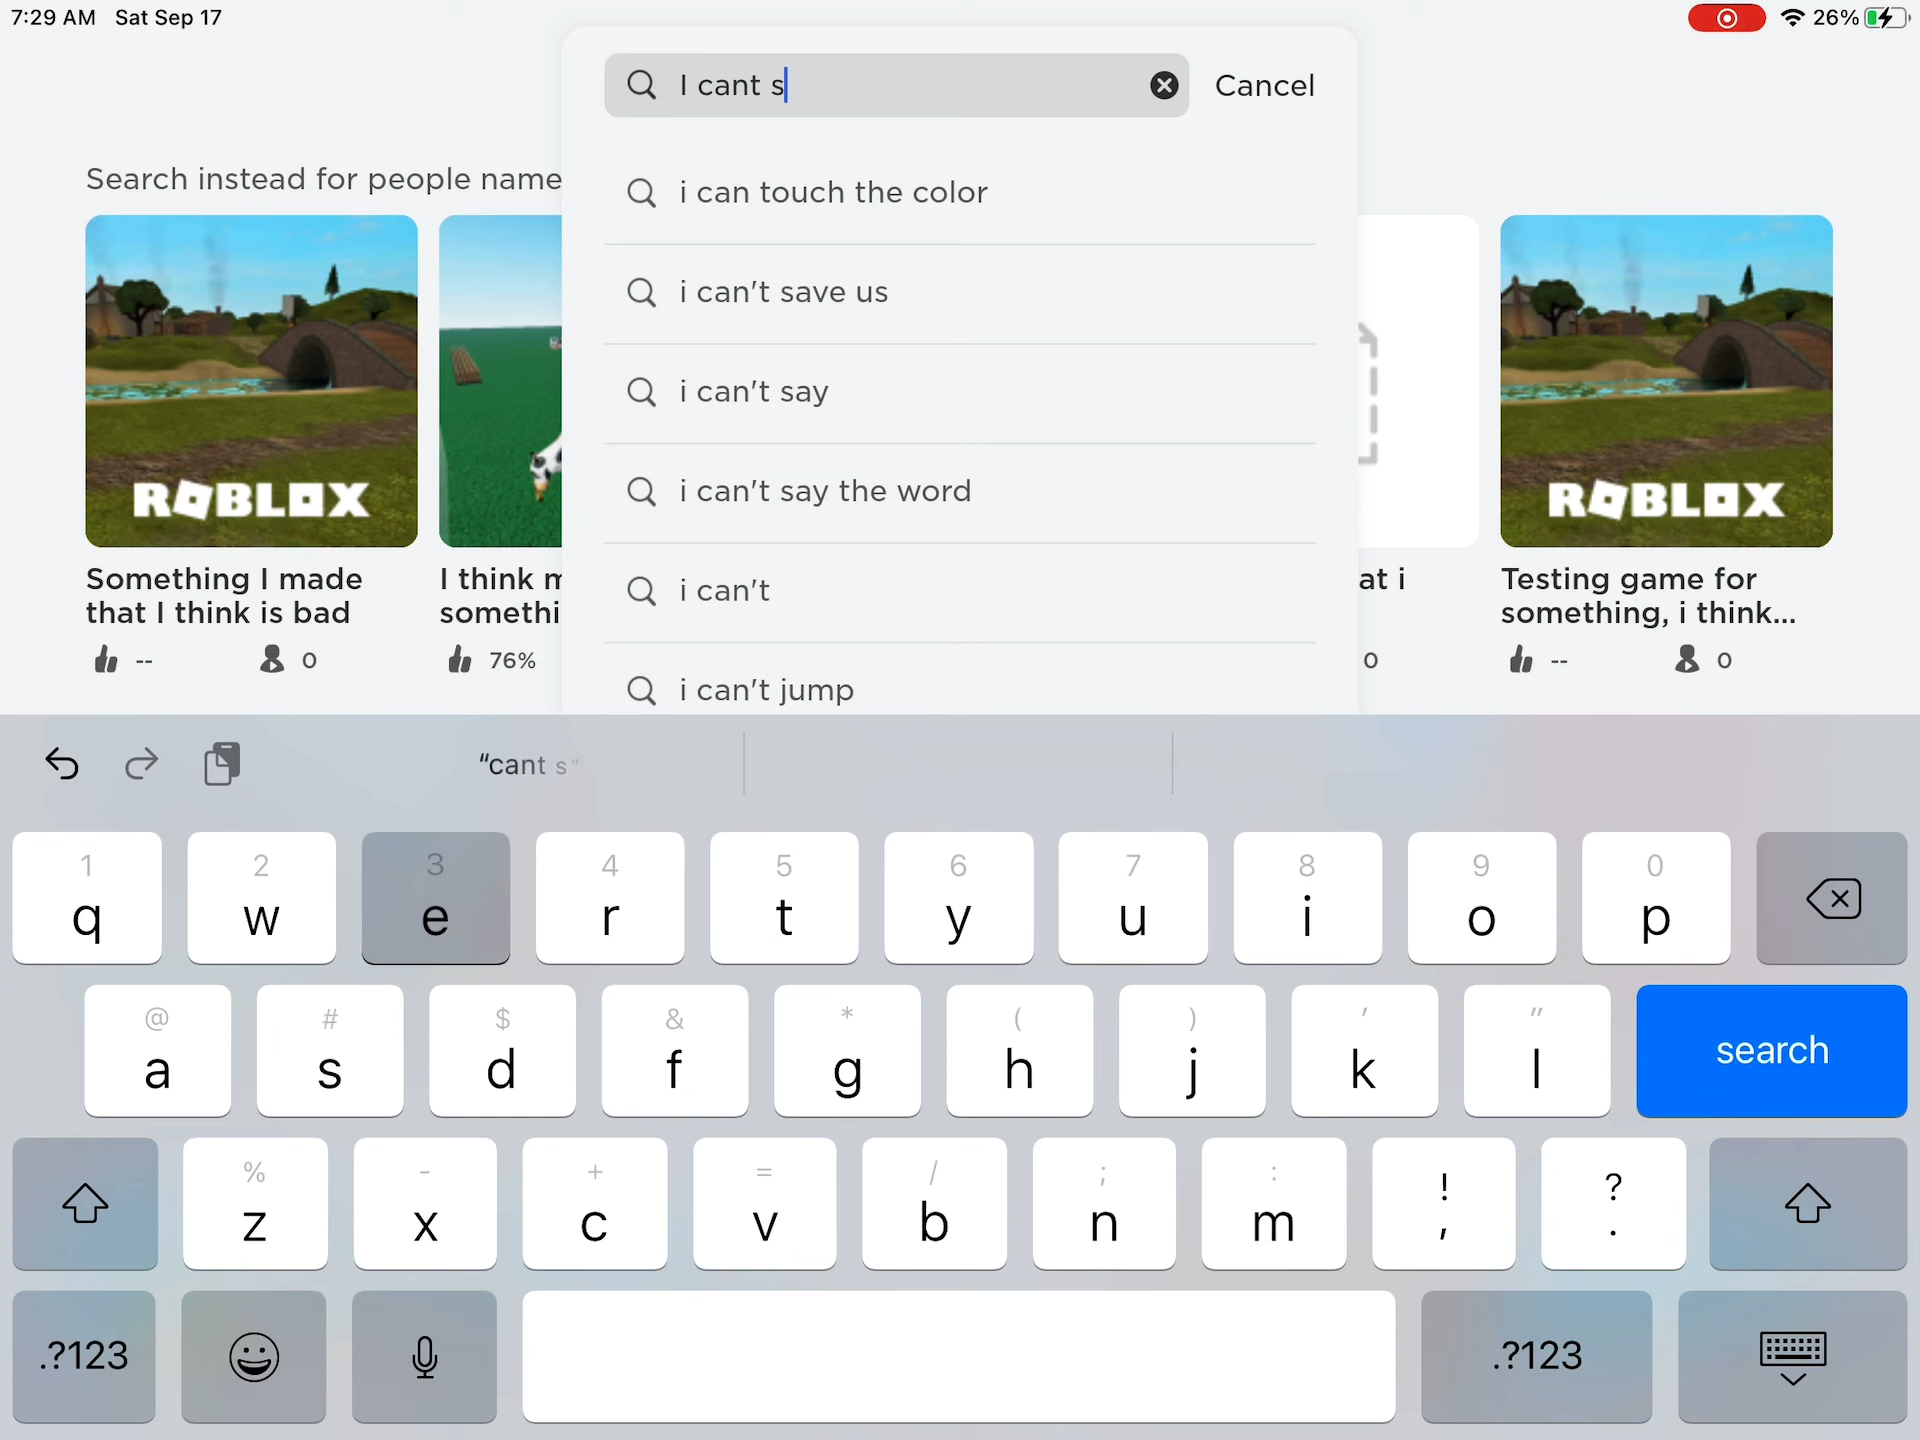 7:29 AM Sat Sep 17
26%
I cant s
Cancel
Search instead for people name
i can touch the color
i can't save us
i can't say
i can't say the word
i can't
i can't jump
ROBLOX
ROBLOX
Something I made
that I think is bad
-- 0
I think
somethi
76%
at i
0
Testing game for
something, i think...
-- 0
“cant s”
1 2 3 4 5 6 7 8 9 0
q w e r t y u i o p
@ # $ & * ( ) ' "
a s d f g h j k l
search
% - + = / ; : ! ?
z x c v b n m , .
.?123
.?123